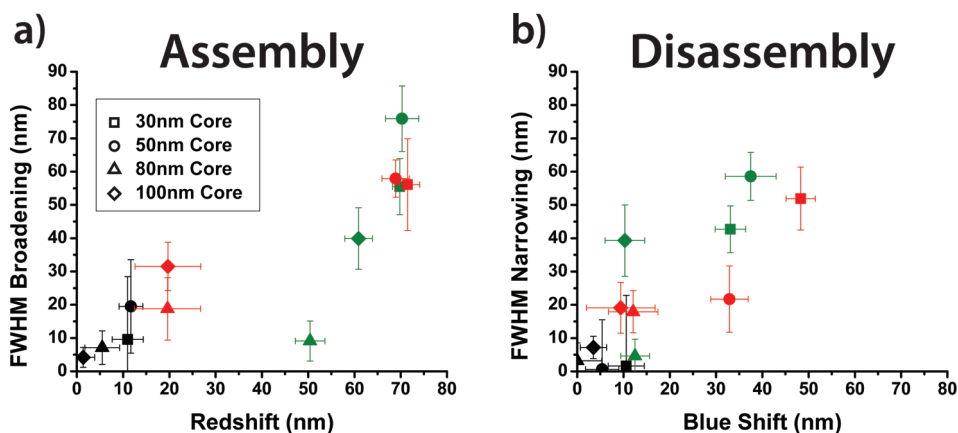 a)
Assembly
FWHM Broadening (nm)
90
80
70
60
50
40
30
20
10
0
30nm Core
50nm Core
80nm Core
100nm Core
0 10 20 30 40 50 60 70 80
Redshift (nm)
b)
Disassembly
FWHM Narrowing (nm)
90
80
70
60
50
40
30
20
10
0
0 10 20 30 40 50 60 70 80
Blue Shift (nm)